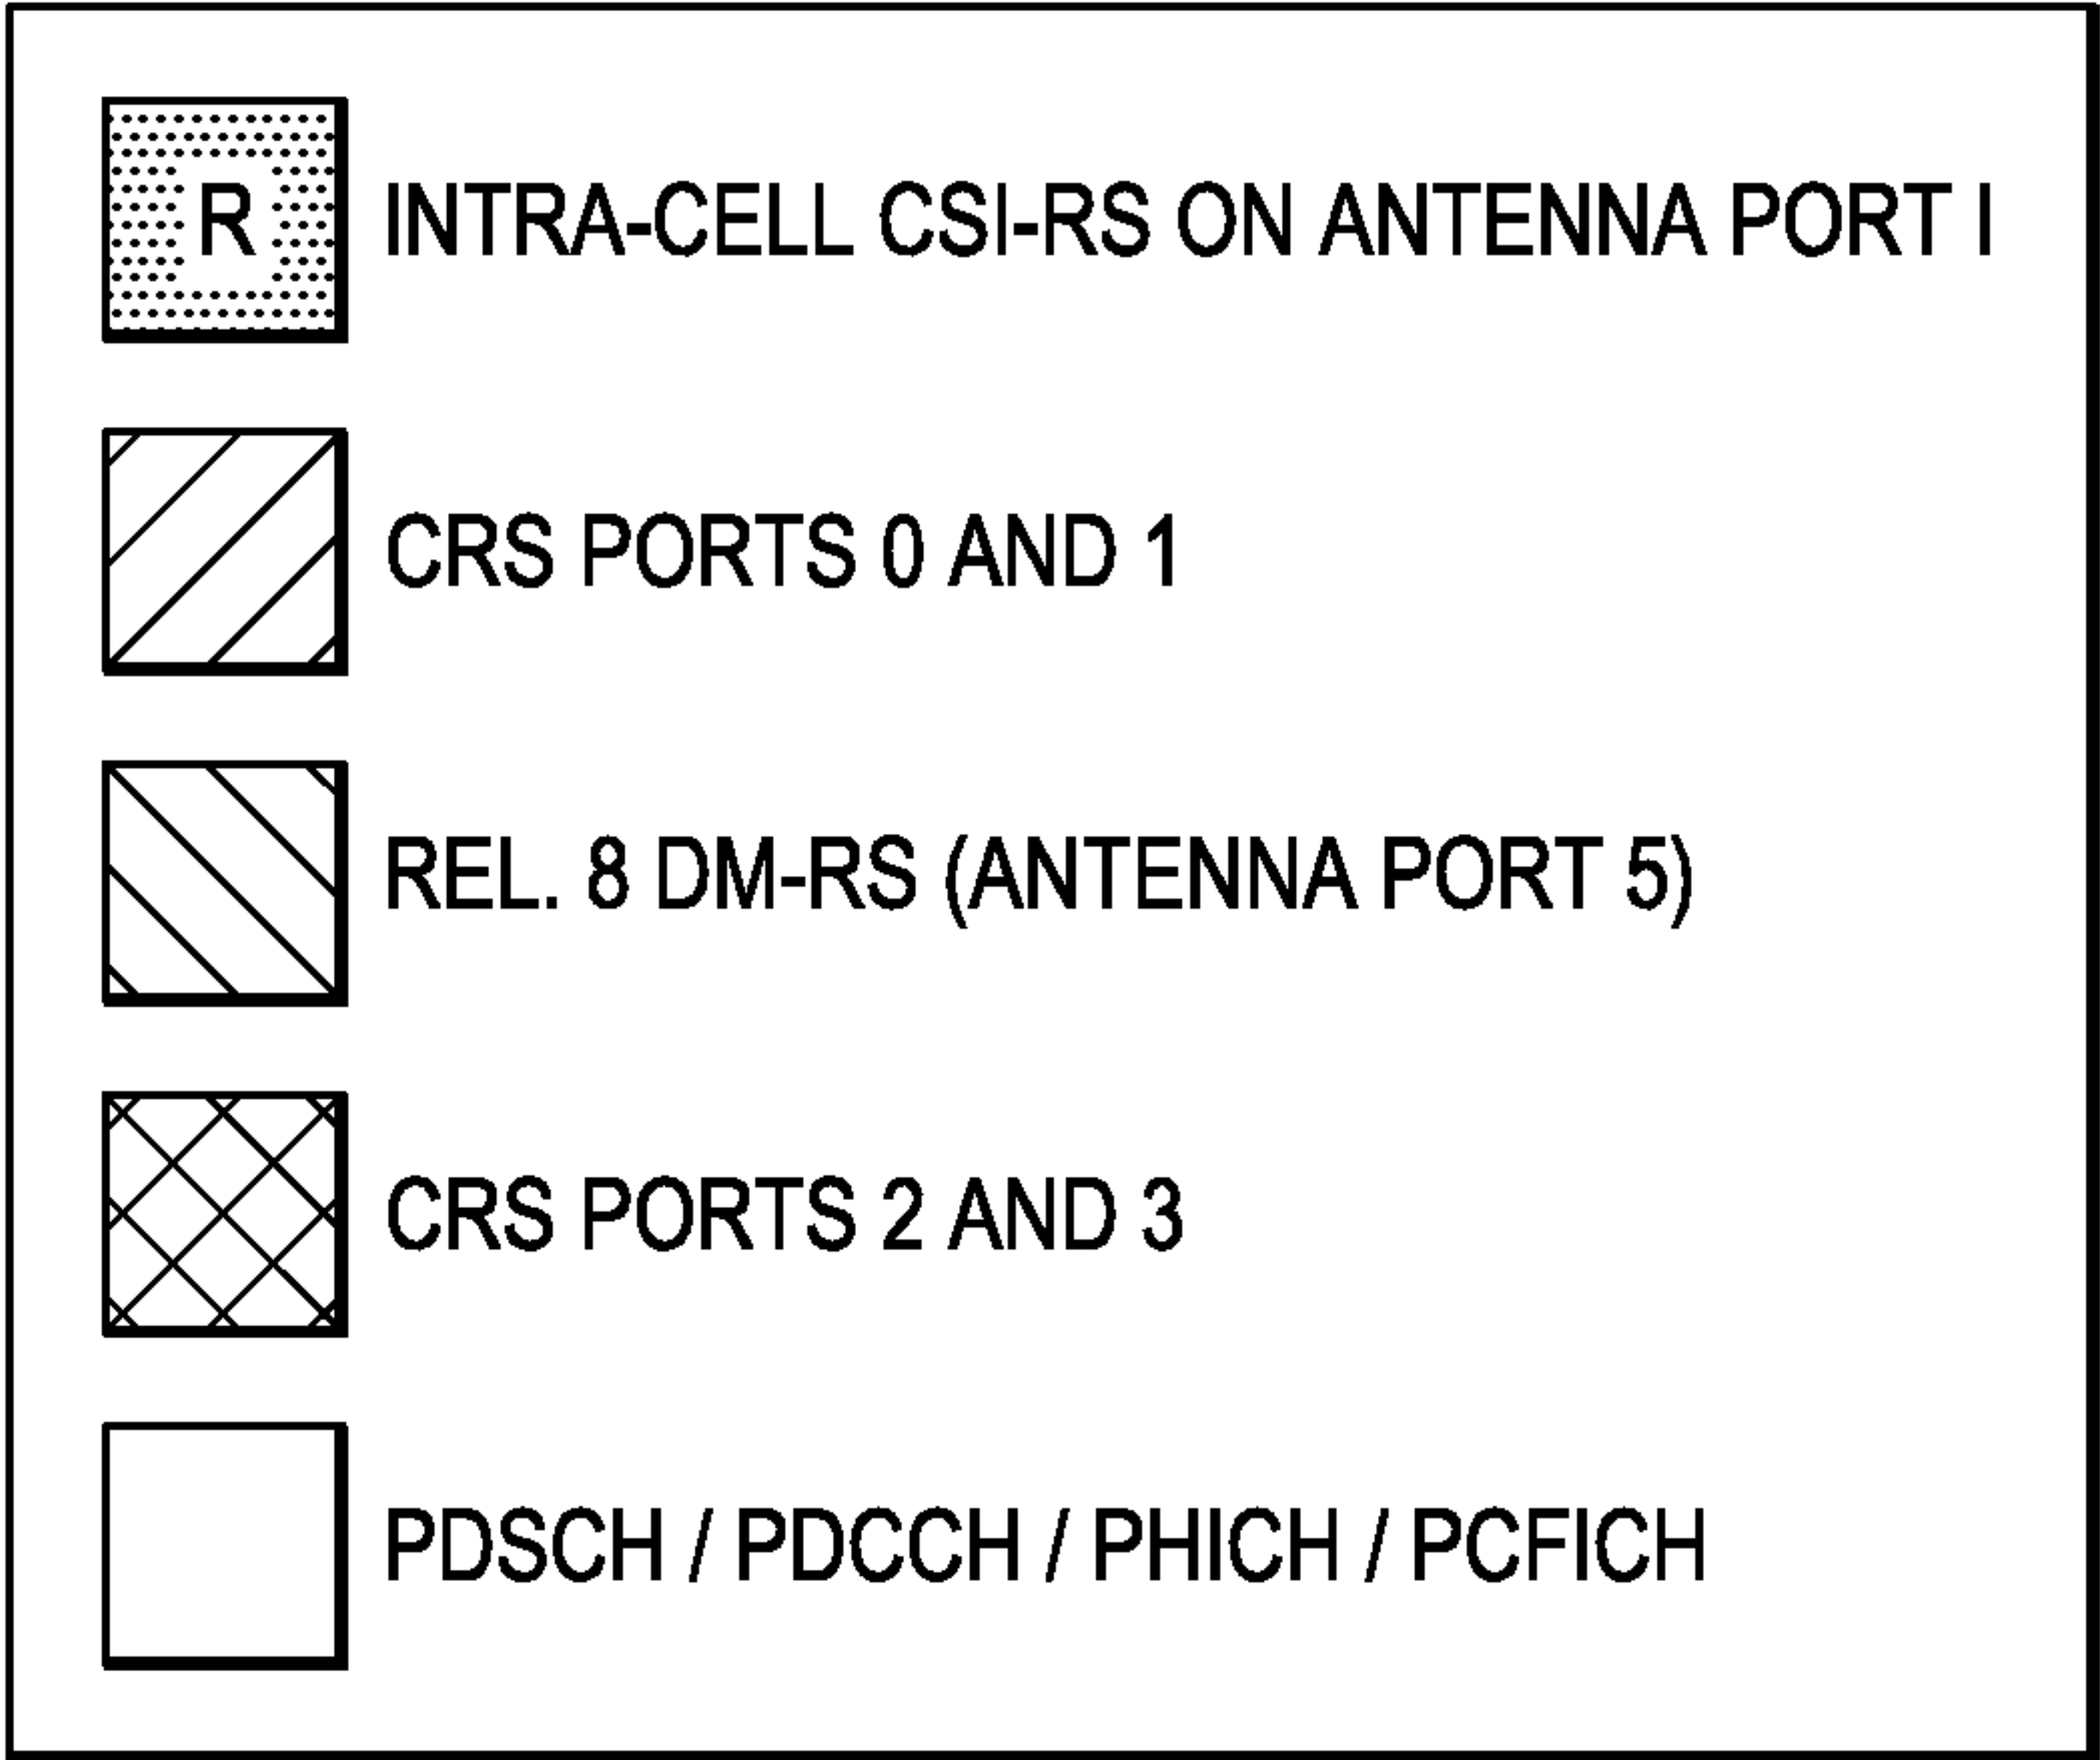 R INTRA-CELL CSI-RS ON ANTENNA PORT I
CRS PORTS 0 AND 1
REL. 8 DM-RS (ANTENNA PORT 5)
CRS PORTS 2 AND 3
PDSCH / PDCCH / PHICH / PCFICH